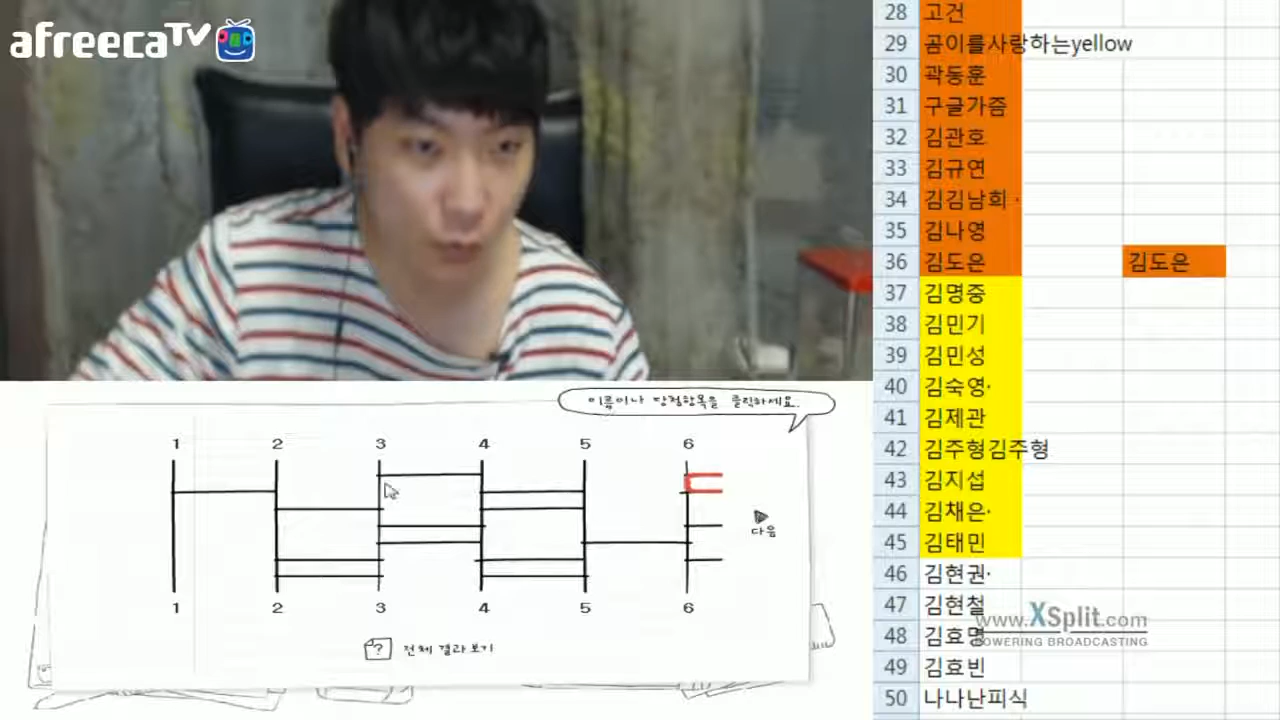 afreecaTV
28 고건
29 곰이를사랑하는yellow
30 곽동훈
31 구글가즘
32 김관호
33 김규연
34 김김남희 ·
35 김나영
36 김도은 김도은
37 김명중
38 김민기
39 김민성
40 김숙영·
41 김제관
42 김주형김주형
43 김지섭
44 김채은·
45 김태민
46 김현권·
47 김현철
48 김효명
49 김효빈
50 나나난피식
이름이나 당첨항목을 클릭하세요.
1 2 3 4 5 6
다음
1 2 3 4 5 6
? 전체 결과 보기
www.XSplit.com
POWERING BROADCASTING